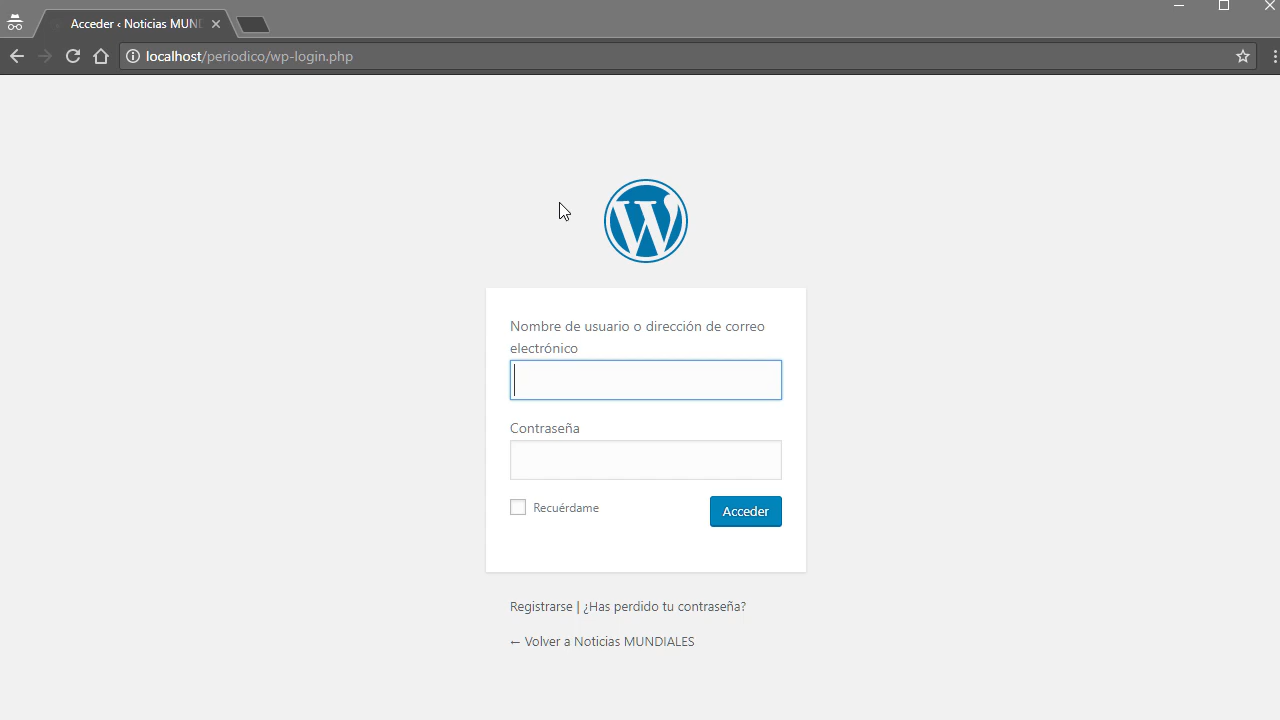 Acceder ‹ Noticias MUN
localhost/periodico/wp-login.php
Nombre de usuario o dirección de correo
electrónico
Contraseña
Recuérdame
Acceder
Registrarse | ¿Has perdido tu contraseña?
← Volver a Noticias MUNDIALES